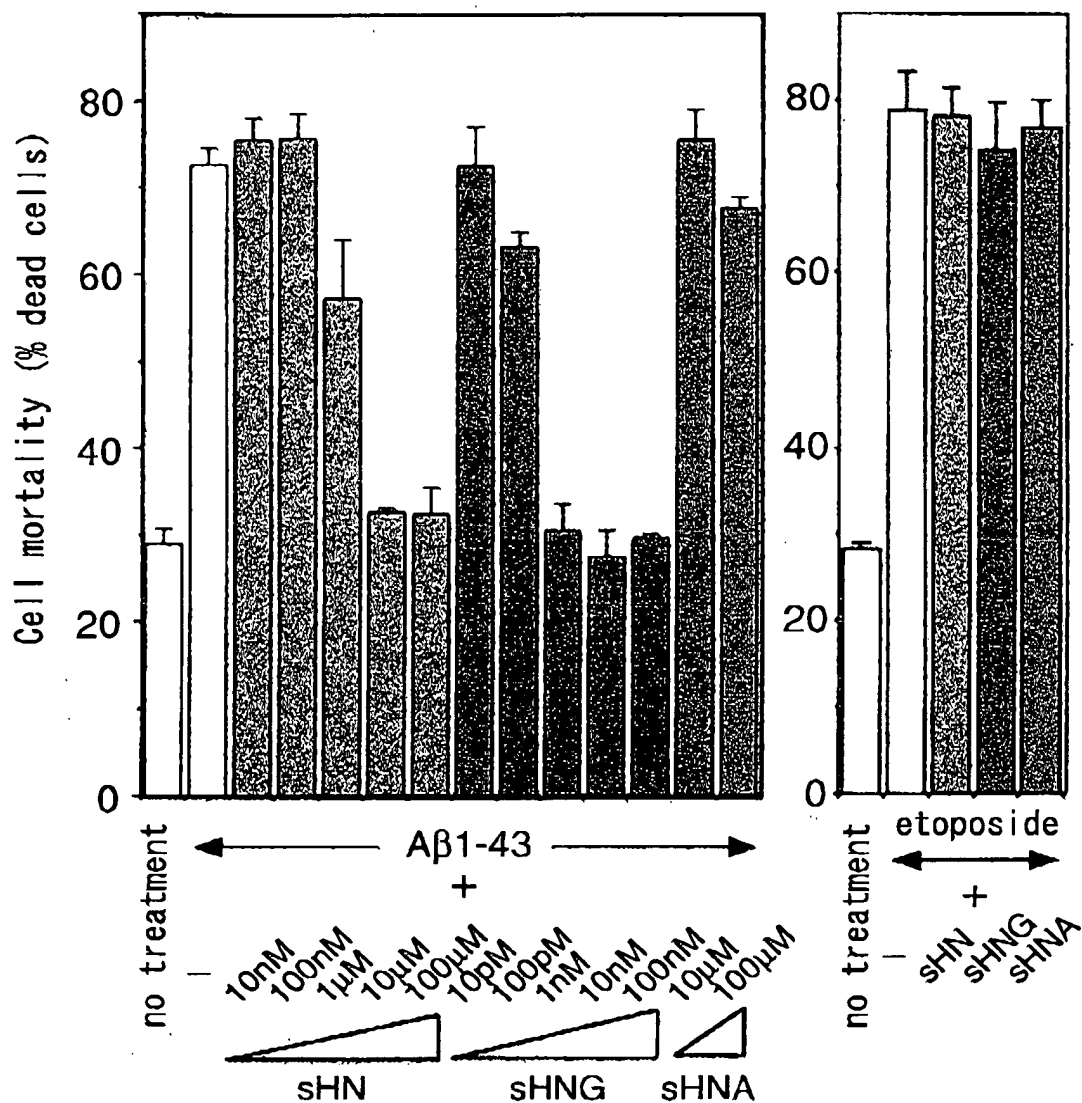 Cell mortality (% dead cells)
80
60
40
20
0
no treatment
Aβ1-43
+
–
10nM
100nM
1μM
10μM
100μM
10pM
100pM
1nM
10nM
100nM
10μM
100μM
sHN
sHNG
sHNA
80
60
40
20
0
no treatment
etoposide
+
–
sHN
sHNG
sHNA